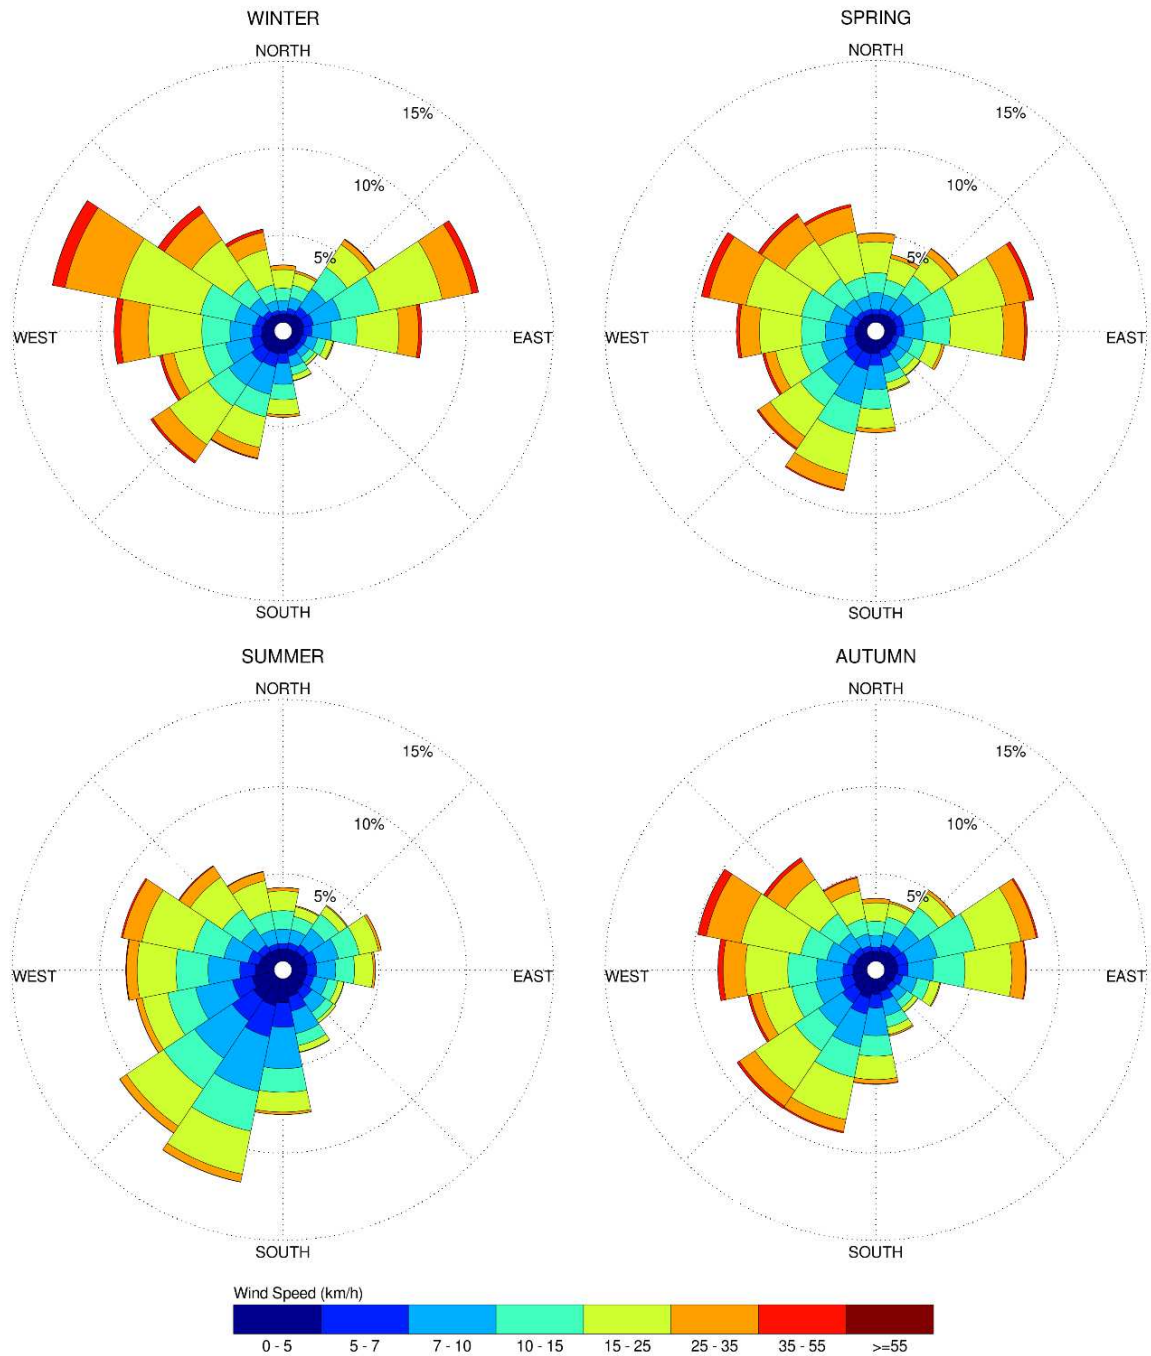 WINTER
SPRING
NORTH
NORTH
15%
15%
10%
10%
5%
5%
WEST
EAST
WEST
EAST
SOUTH
SOUTH
SUMMER
AUTUMN
NORTH
NORTH
15%
15%
10%
10%
5%
5%
WEST
EAST
WEST
EAST
SOUTH
SOUTH
Wind Speed (km/h)
0 - 5 5 - 7 7 - 10 10 - 15 15 - 25 25 - 35 35 - 55 >=55